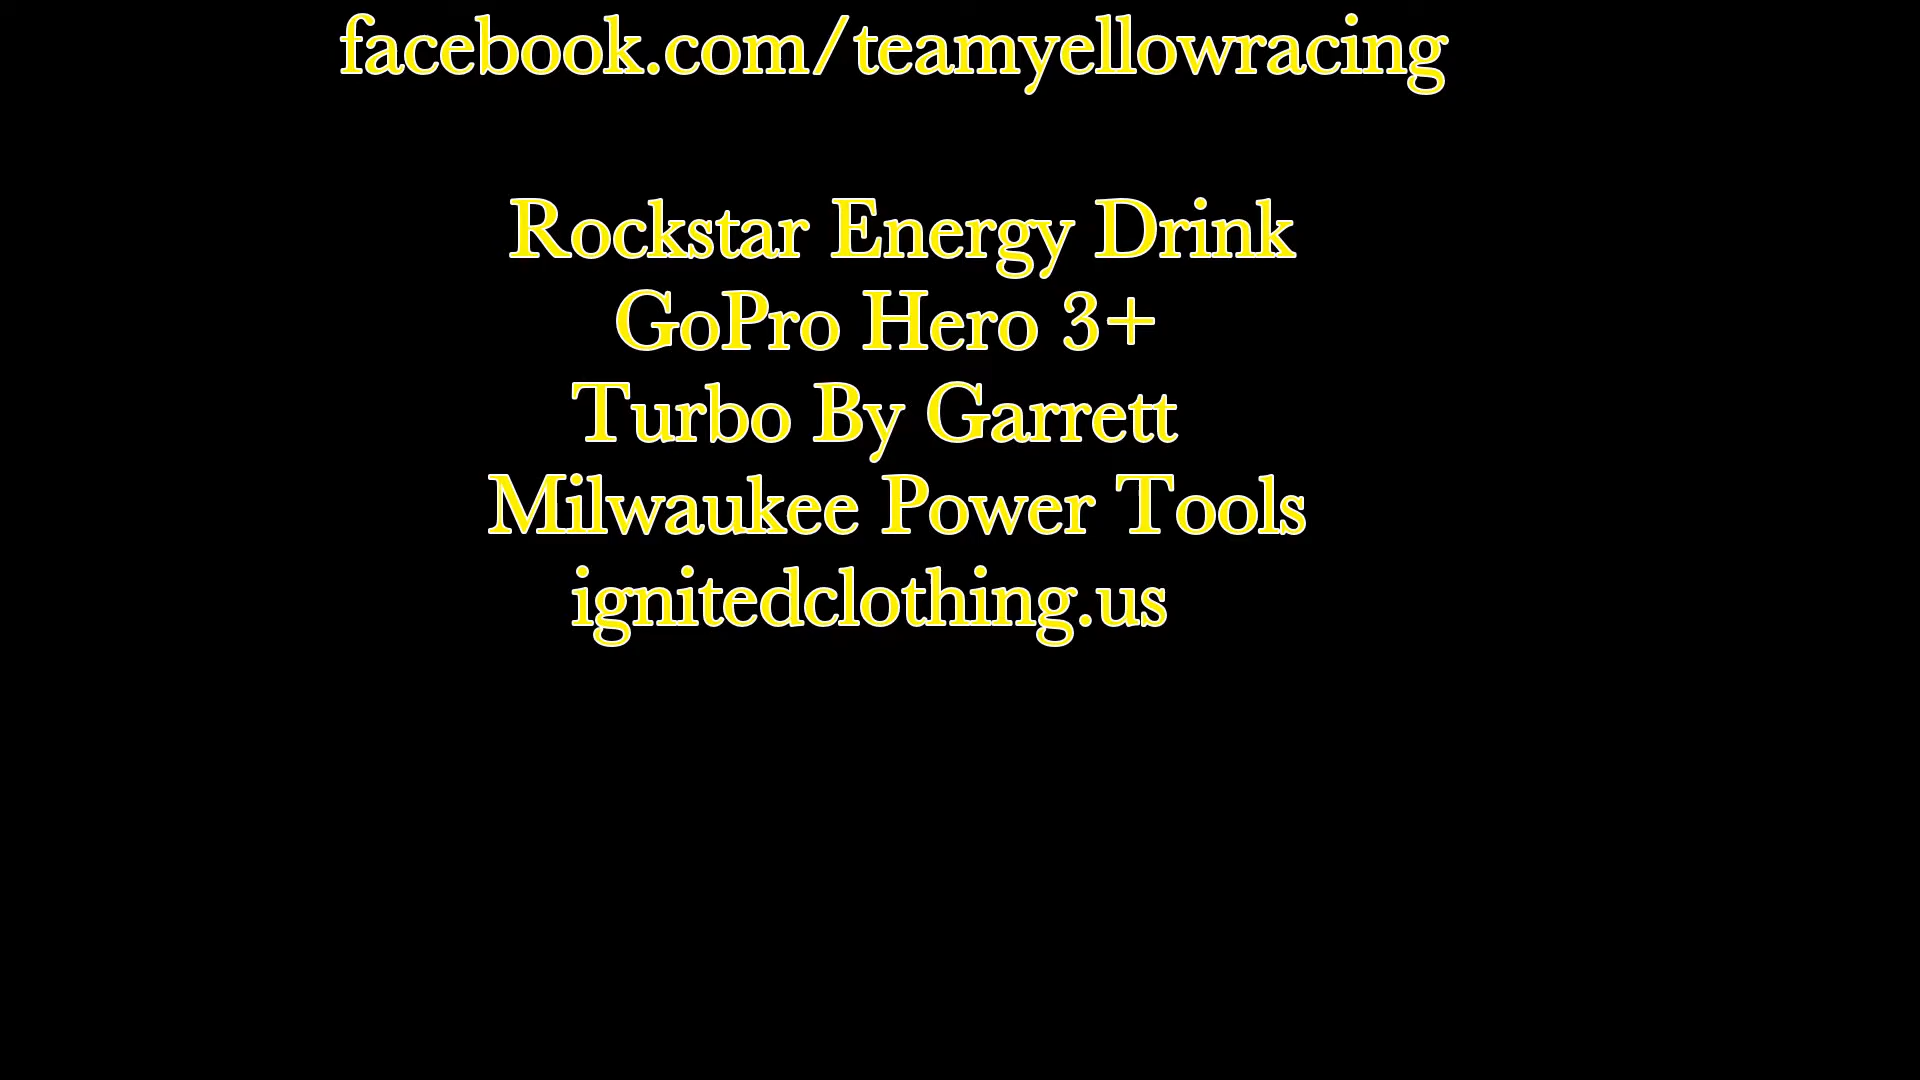 facebook.com/teamyellowracing
Rockstar Energy Drink
GoPro Hero 3+
Turbo By Garrett
Milwaukee Power Tools
ignitedclothing.us